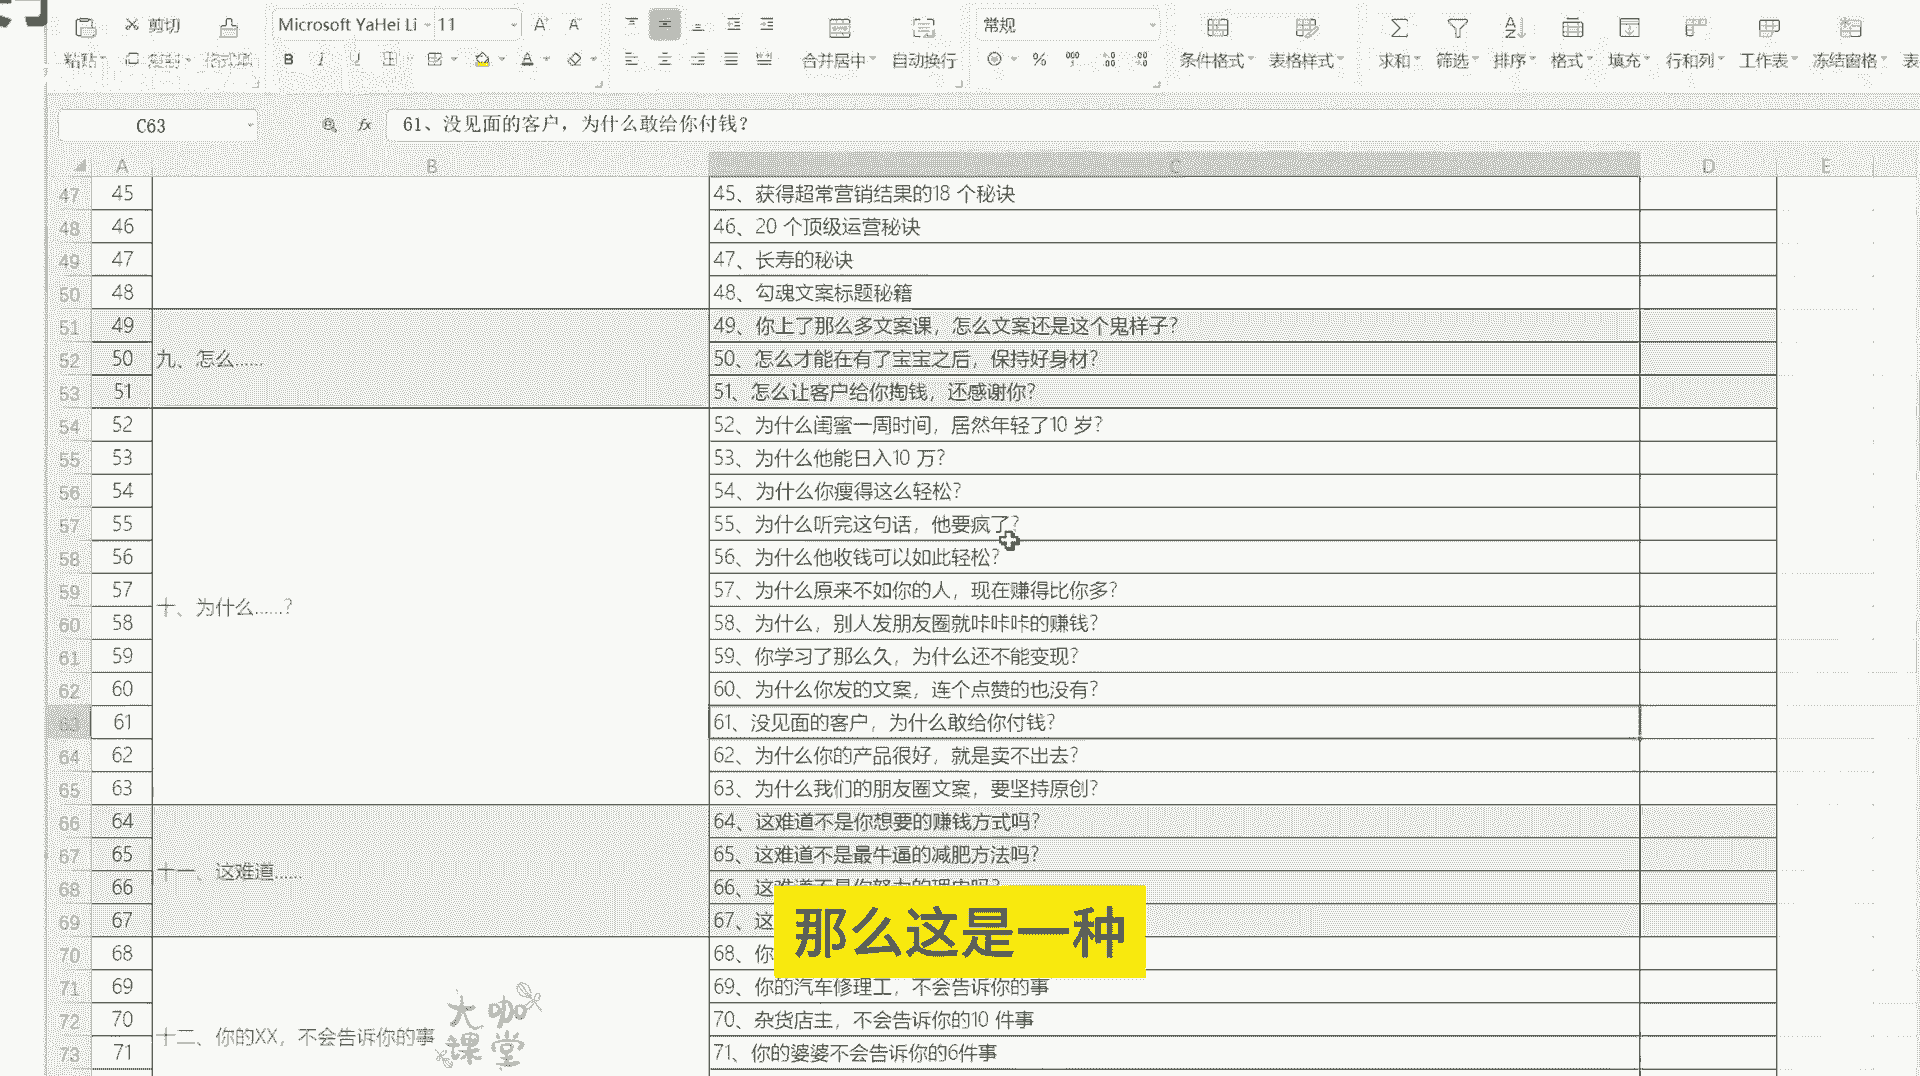 剪切
Microsoft YaHei Li 11
常规
粘贴
复制
格式刷
合并居中
自动换行
条件格式
表格样式
求和
筛选
排序
格式
填充
行和列
工作表
冻结窗格
表
C63
fx
61、没见面的客户，为什么敢给你付钱？
A B C D E
47 45 45、获得超常营销结果的18 个秘诀
48 46 46、20 个顶级运营秘诀
49 47 47、长寿的秘诀
50 48 48、勾魂文案标题秘籍
51 49 49、你上了那么多文案课，怎么文案还是这个鬼样子？
52 50 九、怎么...... 50、怎么才能在有了宝宝之后，保持好身材？
53 51 51、怎么让客户给你掏钱，还感谢你？
54 52 52、为什么闺蜜一周时间，居然年轻了10 岁？
55 53 53、为什么他能日入10 万？
56 54 54、为什么你瘦得这么轻松？
57 55 55、为什么听完这句话，他要疯了？
58 56 56、为什么他收钱可以如此轻松？
59 57 57、为什么原来不如你的人，现在赚得比你多？
十、为什么......？
60 58 58、为什么，别人发朋友圈就咔咔咔的赚钱？
61 59 59、你学习了那么久，为什么还不能变现？
62 60 60、为什么你发的文案，连个点赞的也没有？
63 61 61、没见面的客户，为什么敢给你付钱？
64 62 62、为什么你的产品很好，就是卖不出去？
65 63 63、为什么我们的朋友圈文案，要坚持原创？
66 64 64、这难道不是你想要的赚钱方式吗？
67 65 65、这难道不是最牛逼的减肥方法吗？
十一、这难道......
68 66 66、这难道不是你努力的理由吗？
69 67 67、这
那么这是一种
70 68 68、你
71 69 69、你的汽车修理工，不会告诉你的事
72 70 70、杂货店主，不会告诉你的10 件事
十二、你的XX，不会告诉你的事
73 71 71、你的婆婆不会告诉你的6件事
大咖
课堂